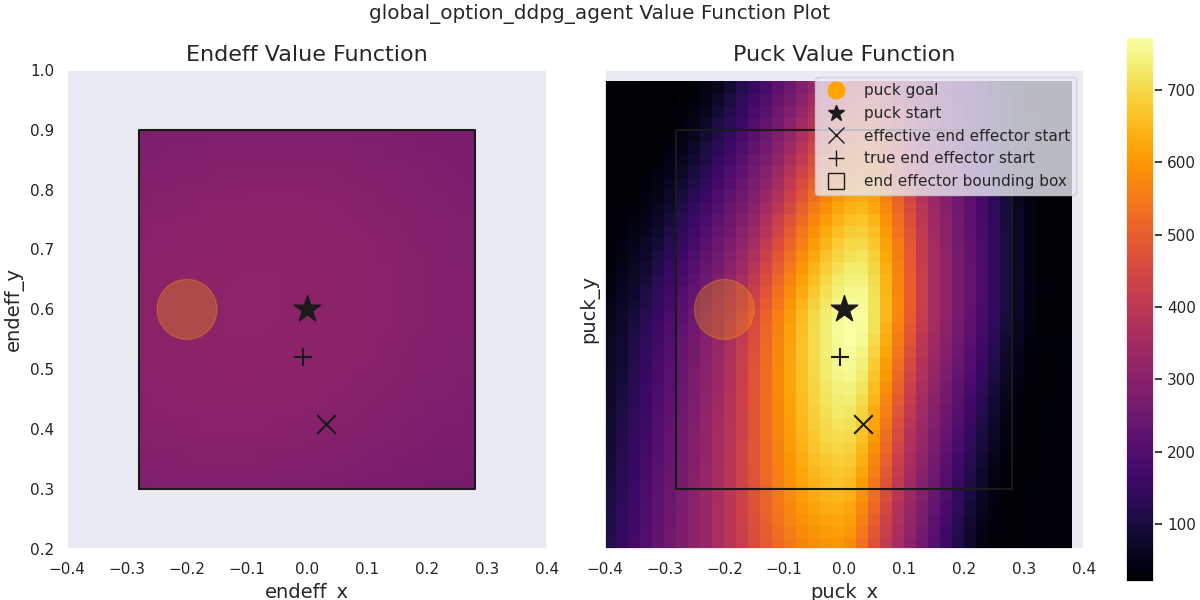 global_option_ddpg_agent Value Function Plot
Endeff Value Function
1.0
0.9
0.8
0.7
0.6
0.5
0.4
0.3
0.2
endeff_y
−0.4 −0.3 −0.2 −0.1 0.0 0.1 0.2 0.3 0.4
endeff_x
Puck Value Function
puck goal
puck start
effective end effector start
true end effector start
end effector bounding box
puck_y
−0.4 −0.3 −0.2 −0.1 0.0 0.1 0.2 0.3 0.4
puck_x
700
600
500
400
300
200
100